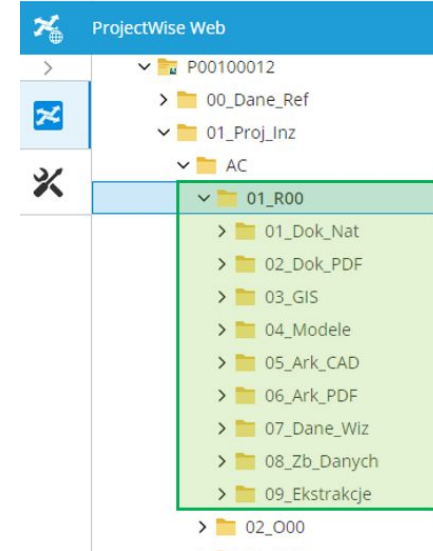 ProjectWise Web
P00100012
00_Dane_Ref
01_Proj_Inz
AC
01_R00
01_Dok_Nat
02_Dok_PDF
03_GIS
04_Modele
05_Ark_CAD
06_Ark_PDF
07_Dane_Wiz
08_Zb_Danych
09_Ekstrakcje
02_O00